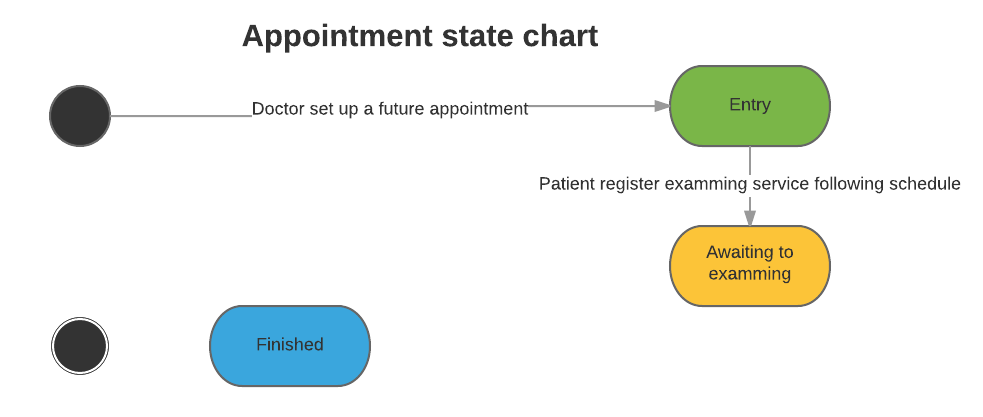 Appointment state chart
Doctor set up a future appointment
Entry
Patient register examming service following schedule
Awaiting to
examming
Finished